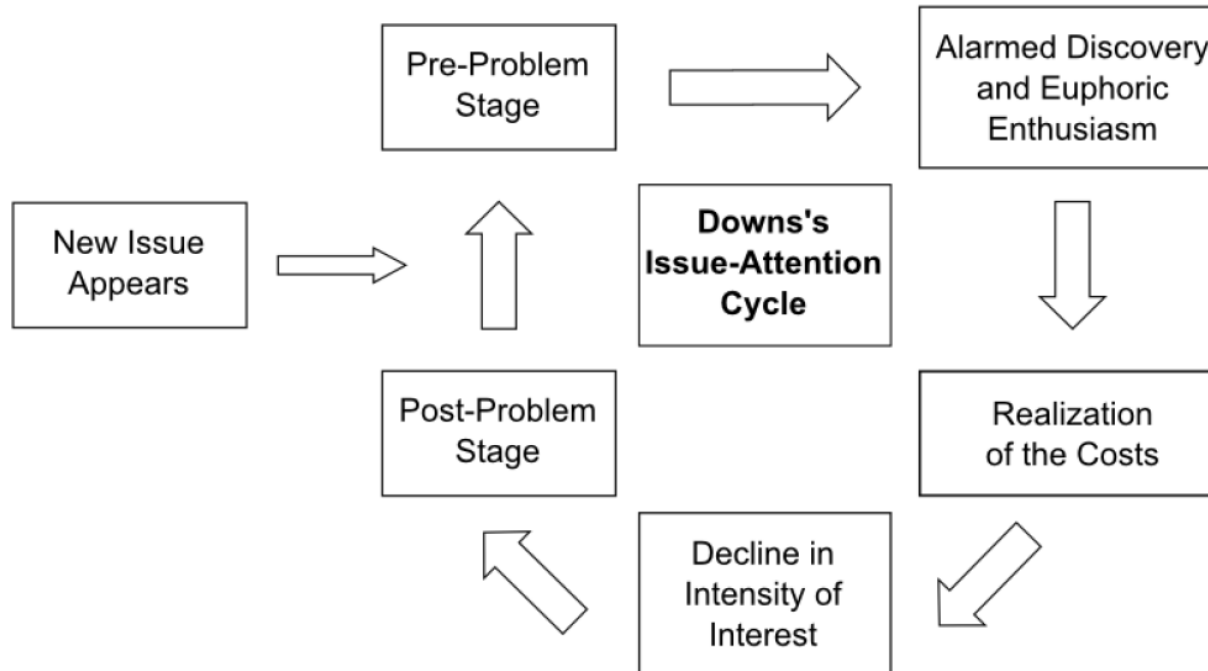 Pre-Problem
Stage
Alarmed Discovery
and Euphoric
Enthusiasm
New Issue
Appears
Downs's
Issue-Attention
Cycle
Post-Problem
Stage
Realization
of the Costs
Decline in
Intensity of
Interest